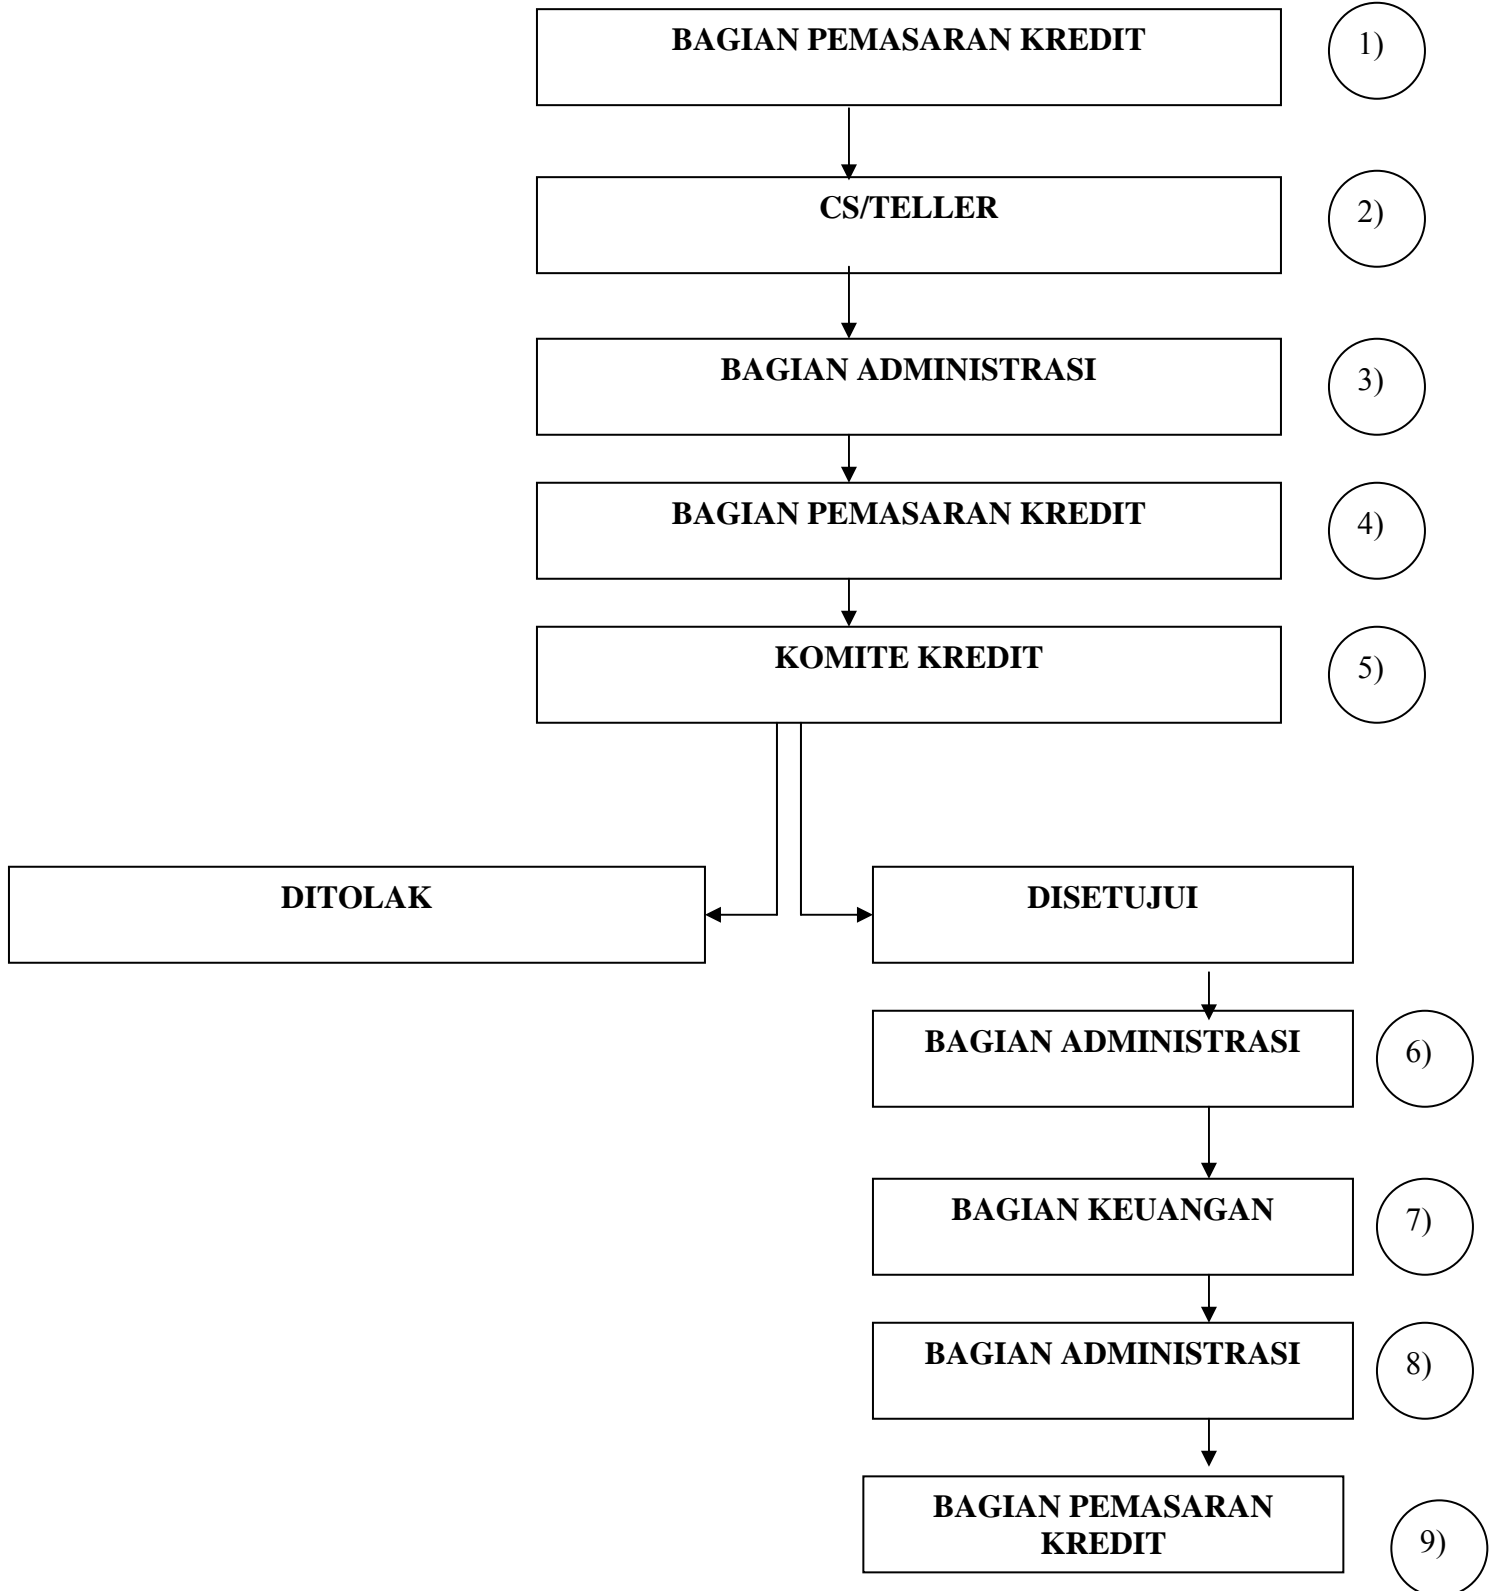 BAGIAN PEMASARAN KREDIT
1)
CS/TELLER
2)
BAGIAN ADMINISTRASI
3)
BAGIAN PEMASARAN KREDIT
4)
KOMITE KREDIT
5)
DITOLAK
DISETUJUI
BAGIAN ADMINISTRASI
6)
BAGIAN KEUANGAN
7)
BAGIAN ADMINISTRASI
8)
BAGIAN PEMASARAN
KREDIT
9)